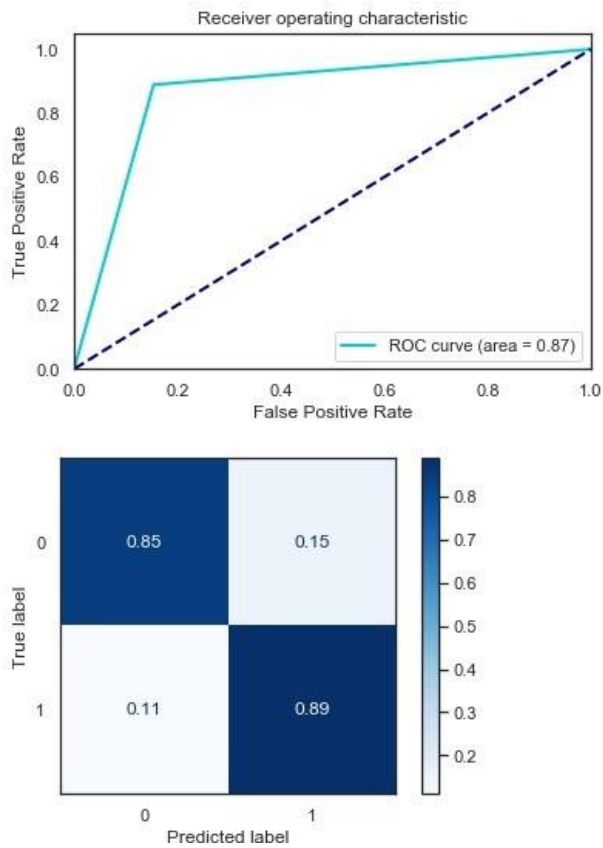 Receiver operating characteristic
1.0
0.8
0.6
0.4
0.2
0.0
True Positive Rate
ROC curve (area = 0.87)
0.0 0.2 0.4 0.6 0.8 1.0
False Positive Rate
True label
0
0.85 0.15
1
0.11 0.89
0 1
Predicted label
0.8
0.7
0.6
0.5
0.4
0.3
0.2